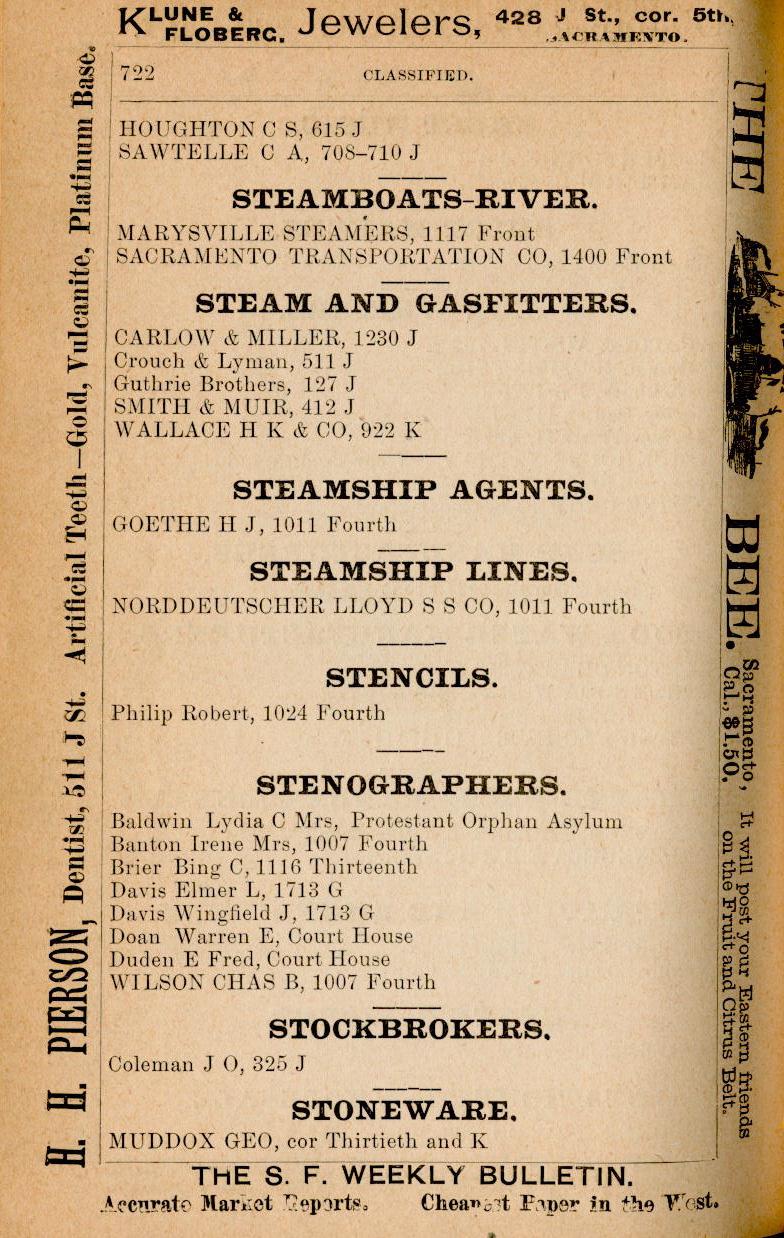 KLUNE & FLOBERG. Jewelers, 428 J St., cor. 5th, SACRAMENTO.
722 CLASSIFIED.
HOUGHTON C S, 615 J
SAWTELLE C A, 708–710 J
STEAMBOATS-RIVER.
MARYSVILLE STEAMERS, 1117 Front
SACRAMENTO TRANSPORTATION CO, 1400 Front
STEAM AND GASFITTERS.
CARLOW & MILLER, 1230 J
Crouch & Lyman, 511 J
Guthrie Brothers, 127 J
SMITH & MUIR, 412 J
WALLACE H K & CO, 922 K
STEAMSHIP AGENTS.
GOETHE H J, 1011 Fourth
STEAMSHIP LINES.
NORDDEUTSCHER LLOYD S S CO, 1011 Fourth
STENCILS.
Philip Robert, 1024 Fourth
STENOGRAPHERS.
Baldwin Lydia C Mrs, Protestant Orphan Asylum
Banton Irene Mrs, 1007 Fourth
Brier Bing C, 1116 Thirteenth
Davis Elmer L, 1713 G
Davis Wingfield J, 1713 G
Doan Warren E, Court House
Duden E Fred, Court House
WILSON CHAS B, 1007 Fourth
STOCKBROKERS.
Coleman J O, 325 J
STONEWARE.
MUDDOX GEO, cor Thirtieth and K
THE S. F. WEEKLY BULLETIN.
Accurate Market Reports. Cheapest Paper in the West.
H. H. PIERSON, Dentist, 511 J St. Artificial Teeth—Gold, Vulcanite, Platinum Base.
THE BEE.
Sacramento, Cal., $1.50.
It will post your Eastern friends
on the Fruit and Citrus Belt.